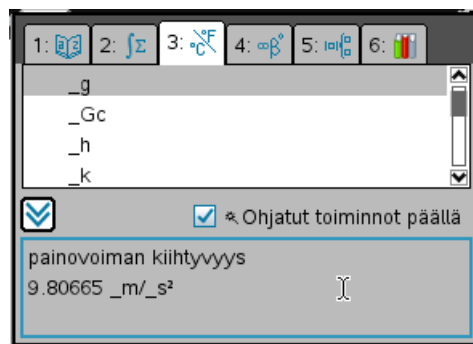 1: 2: ∫Σ 3: °C°F 4: ∞β° 5: 6:
_g
_Gc
_h
_k
Ohjatut toiminnot päällä
painovoiman kiihtyvyys
9.80665 _m/_s²